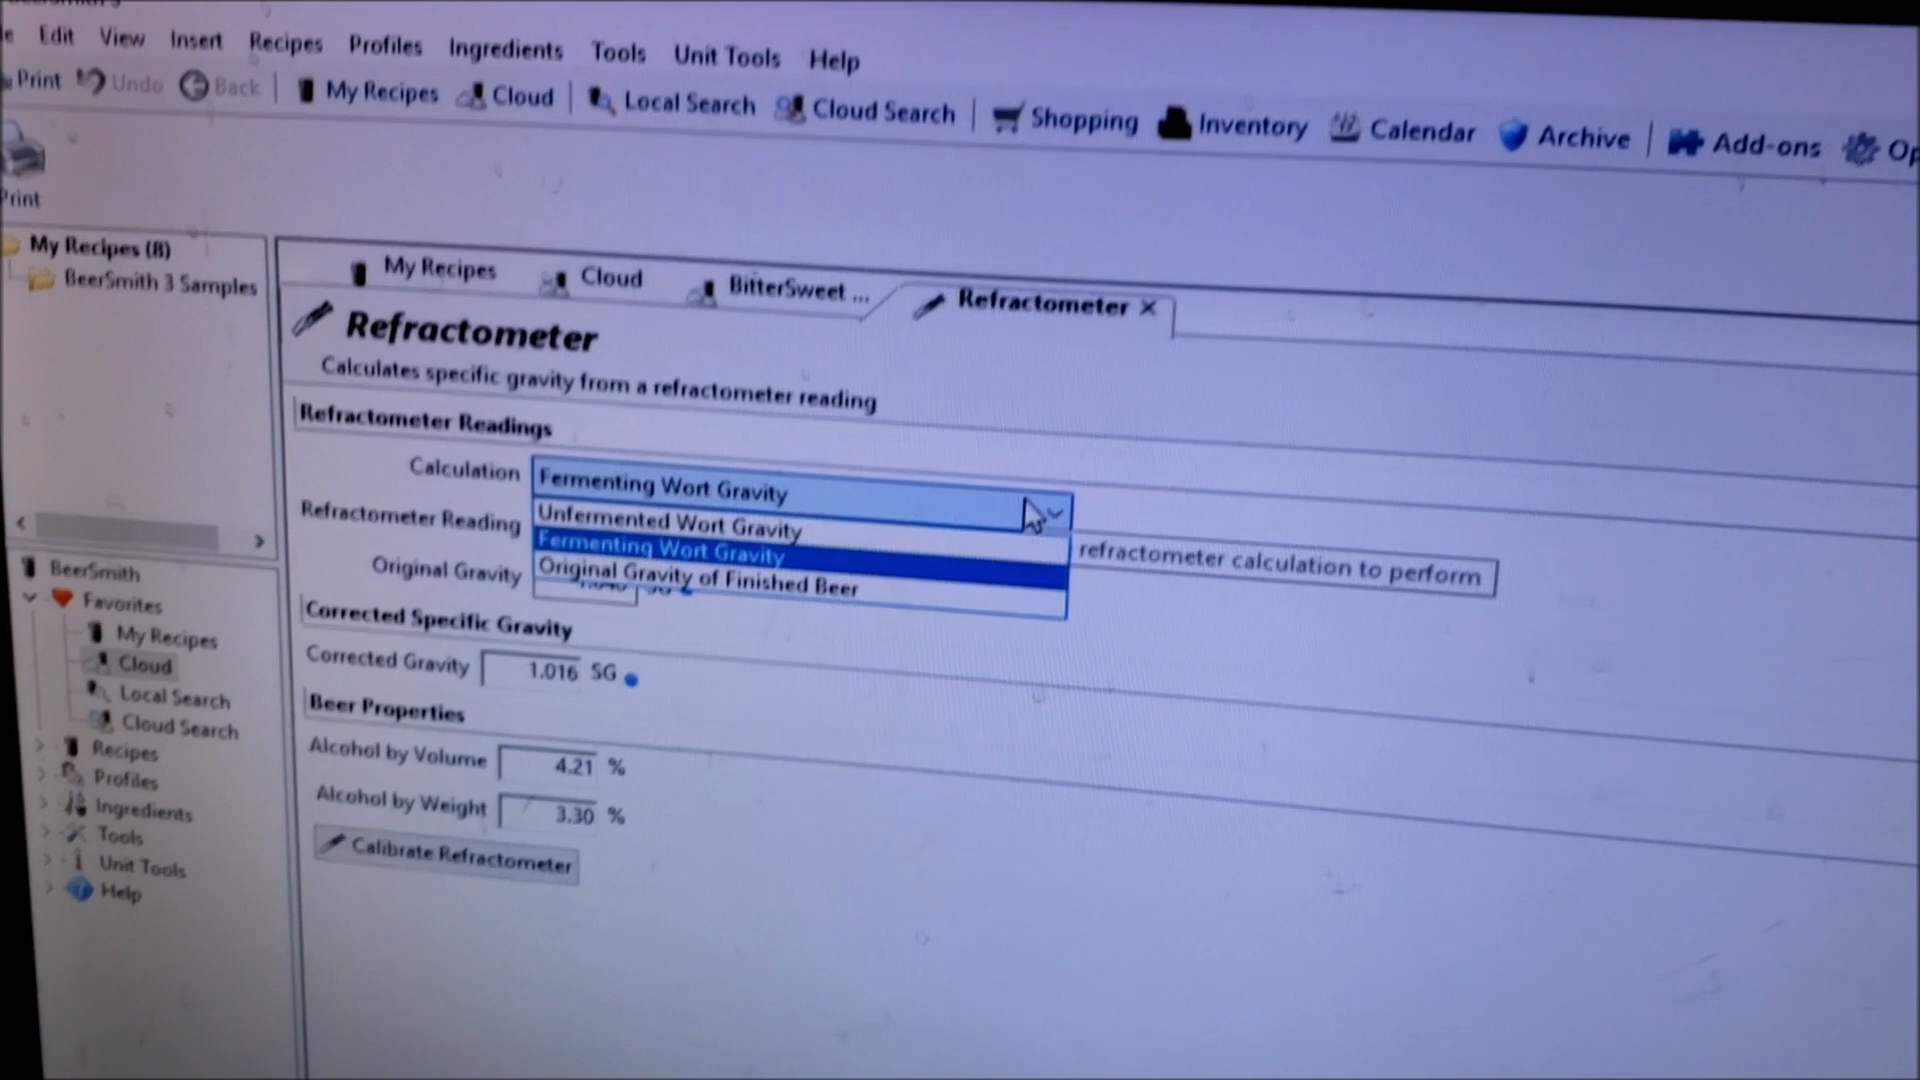 Edit View Insert Recipes Profiles Ingredients Tools Unit Tools Help
Print Undo Back My Recipes Cloud Local Search Cloud Search Shopping Inventory Calendar Archive Add-ons
Print
My Recipes (8)
BeerSmith 3 Samples
My Recipes Cloud BitterSweet ... Refractometer
Refractometer
Calculates specific gravity from a refractometer reading
Refractometer Readings
Calculation Fermenting Wort Gravity
Unfermented Wort Gravity
Refractometer Reading
Fermenting Wort Gravity
refractometer calculation to perform
Original Gravity of Finished Beer
Original Gravity
Corrected Specific Gravity
Corrected Gravity 1.016 SG
Beer Properties
Alcohol by Volume 4.21 %
Alcohol by Weight 3.30 %
Calibrate Refractometer
BeerSmith
Favorites
My Recipes
Cloud
Local Search
Cloud Search
Recipes
Profiles
Ingredients
Tools
Unit Tools
Help